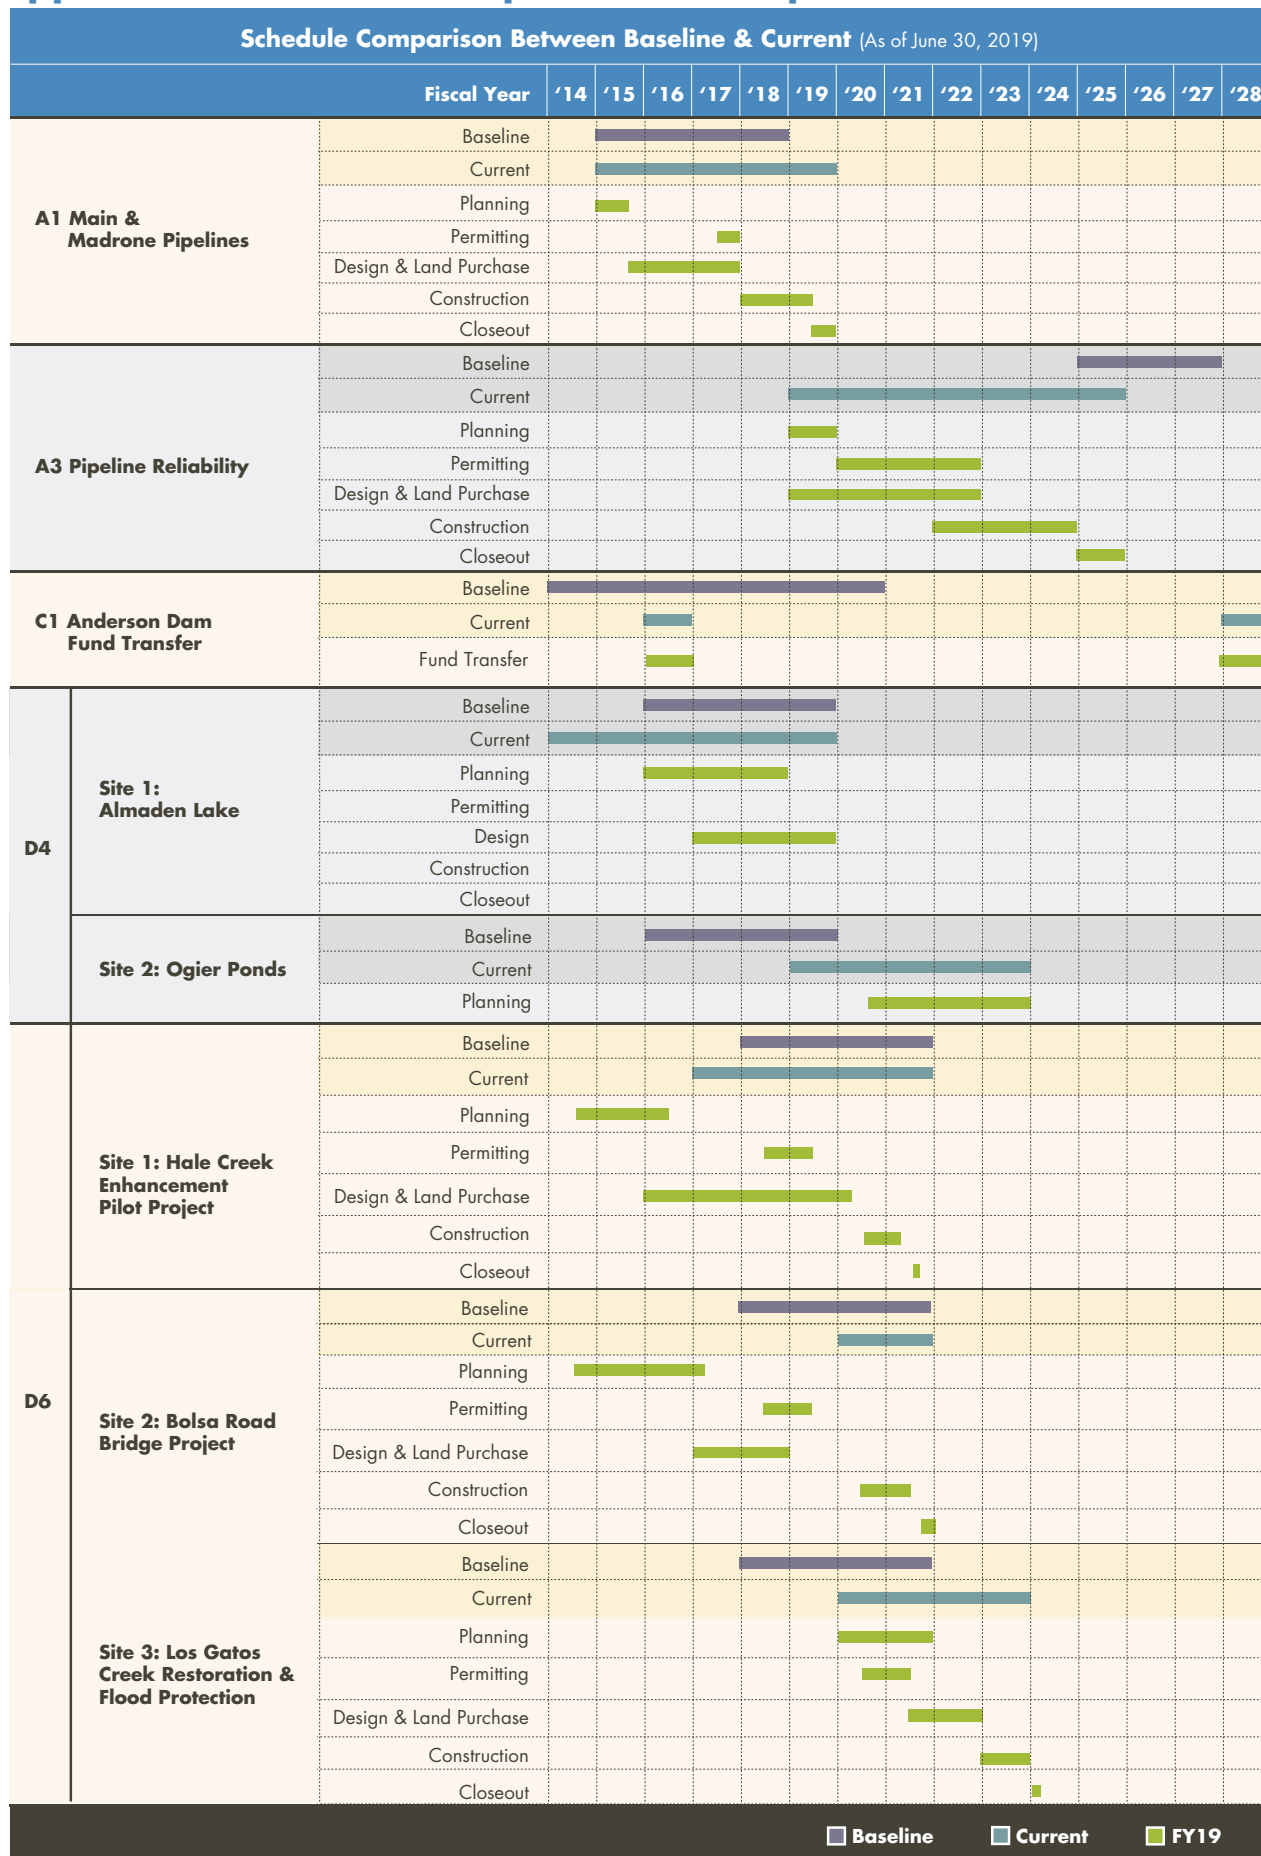 Schedule Comparison Between Baseline & Current (As of June 30, 2019)
Fiscal Year ‘14 ‘15 ‘16 ‘17 ‘18 ‘19 ‘20 ‘21 ‘22 ‘23 ‘24 ‘25 ‘26 ‘27 ‘28
A1 Main &
Madrone Pipelines
Baseline
Current
Planning
Permitting
Design & Land Purchase
Construction
Closeout
A3 Pipeline Reliability
Baseline
Current
Planning
Permitting
Design & Land Purchase
Construction
Closeout
C1 Anderson Dam
Fund Transfer
Baseline
Current
Fund Transfer
D4
Site 1:
Almaden Lake
Baseline
Current
Planning
Permitting
Design
Construction
Closeout
Site 2: Ogier Ponds
Baseline
Current
Planning
D6
Site 1: Hale Creek
Enhancement
Pilot Project
Baseline
Current
Planning
Permitting
Design & Land Purchase
Construction
Closeout
Site 2: Bolsa Road
Bridge Project
Baseline
Current
Planning
Permitting
Design & Land Purchase
Construction
Closeout
Site 3: Los Gatos
Creek Restoration &
Flood Protection
Baseline
Current
Planning
Permitting
Design & Land Purchase
Construction
Closeout
Baseline Current FY19